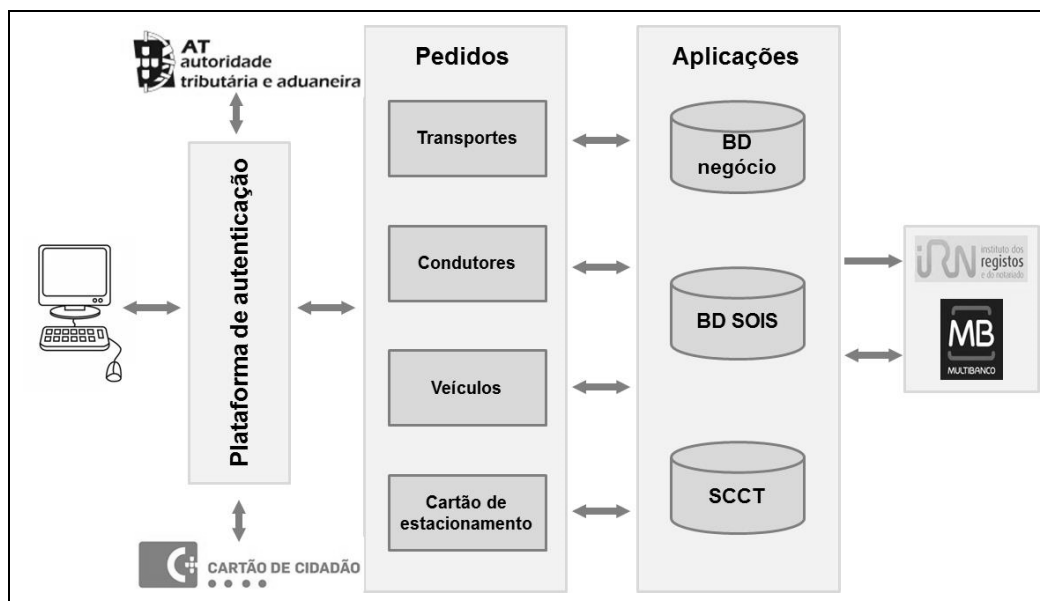 AT
autoridade
tributária e aduaneira
Plataforma de autenticação
CARTÃO DE CIDADÃO
Pedidos
Transportes
Condutores
Veículos
Cartão de
estacionamento
Aplicações
BD
negócio
BD SOIS
SCCT
iRN
instituto dos
registos
e do notariado
MB
MULTIBANCO